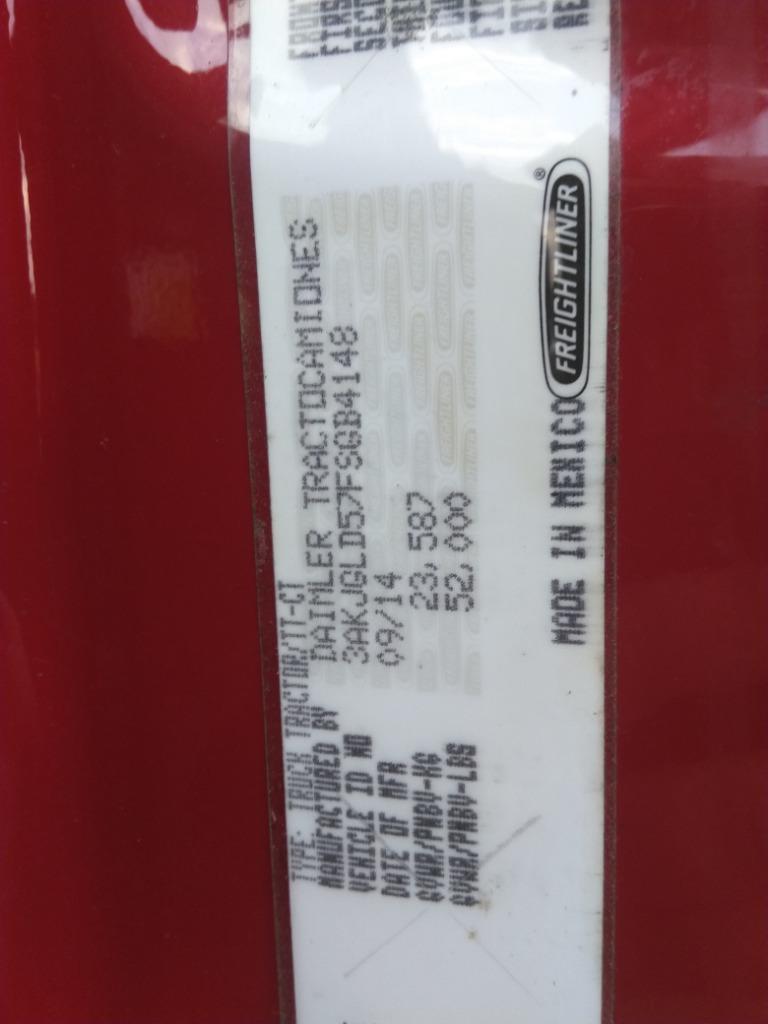 TYPE: TRUCK TRACTOR/TT-CT
MANUFACTURED BY DAIMLER TRACTOCAMIONES
VEHICLE ID NO 3AKJGLD57FSGB4148
DATE OF MFR 09/14
GVWR/PNBV-KG 23,587
GVWR/PNBV-LBS 52,000
MADE IN MEXICO FREIGHTLINER®